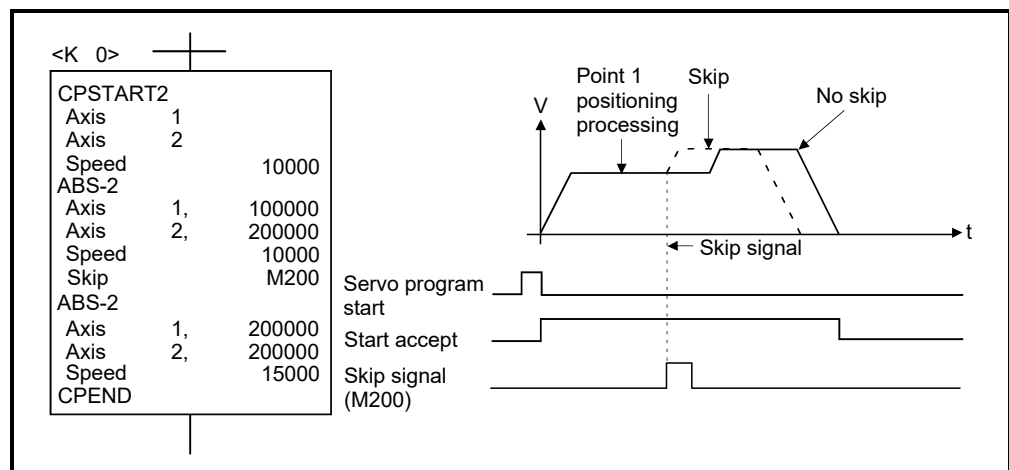 <K 0>
CPSTART2
Axis 1
Axis 2
Speed 10000
ABS-2
Axis 1, 100000
Axis 2, 200000
Speed 10000
Skip M200
ABS-2
Axis 1, 200000
Axis 2, 200000
Speed 15000
CPEND
V
Point 1
positioning
processing
Skip
No skip
t
Skip signal
Servo program
start
Start accept
Skip signal
(M200)